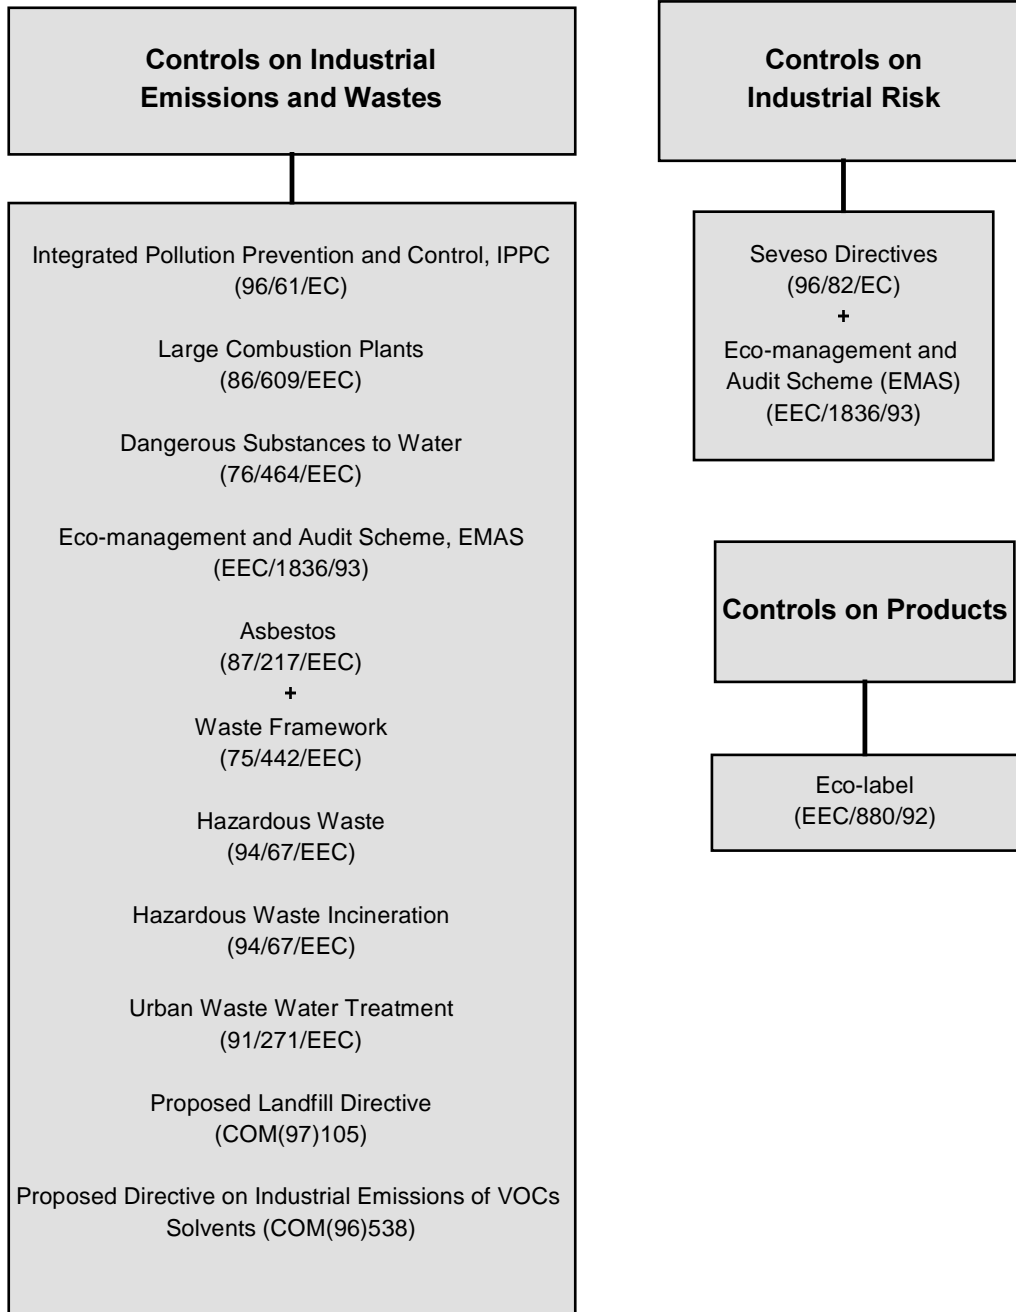 Controls on Industrial
Emissions and Wastes
Integrated Pollution Prevention and Control, IPPC
(96/61/EC)
Large Combustion Plants
(86/609/EEC)
Dangerous Substances to Water
(76/464/EEC)
Eco-management and Audit Scheme, EMAS
(EEC/1836/93)
Asbestos
(87/217/EEC)
+
Waste Framework
(75/442/EEC)
Hazardous Waste
(94/67/EEC)
Hazardous Waste Incineration
(94/67/EEC)
Urban Waste Water Treatment
(91/271/EEC)
Proposed Landfill Directive
(COM(97)105)
Proposed Directive on Industrial Emissions of VOCs
Solvents (COM(96)538)
Controls on
Industrial Risk
Seveso Directives
(96/82/EC)
+
Eco-management and
Audit Scheme (EMAS)
(EEC/1836/93)
Controls on Products
Eco-label
(EEC/880/92)